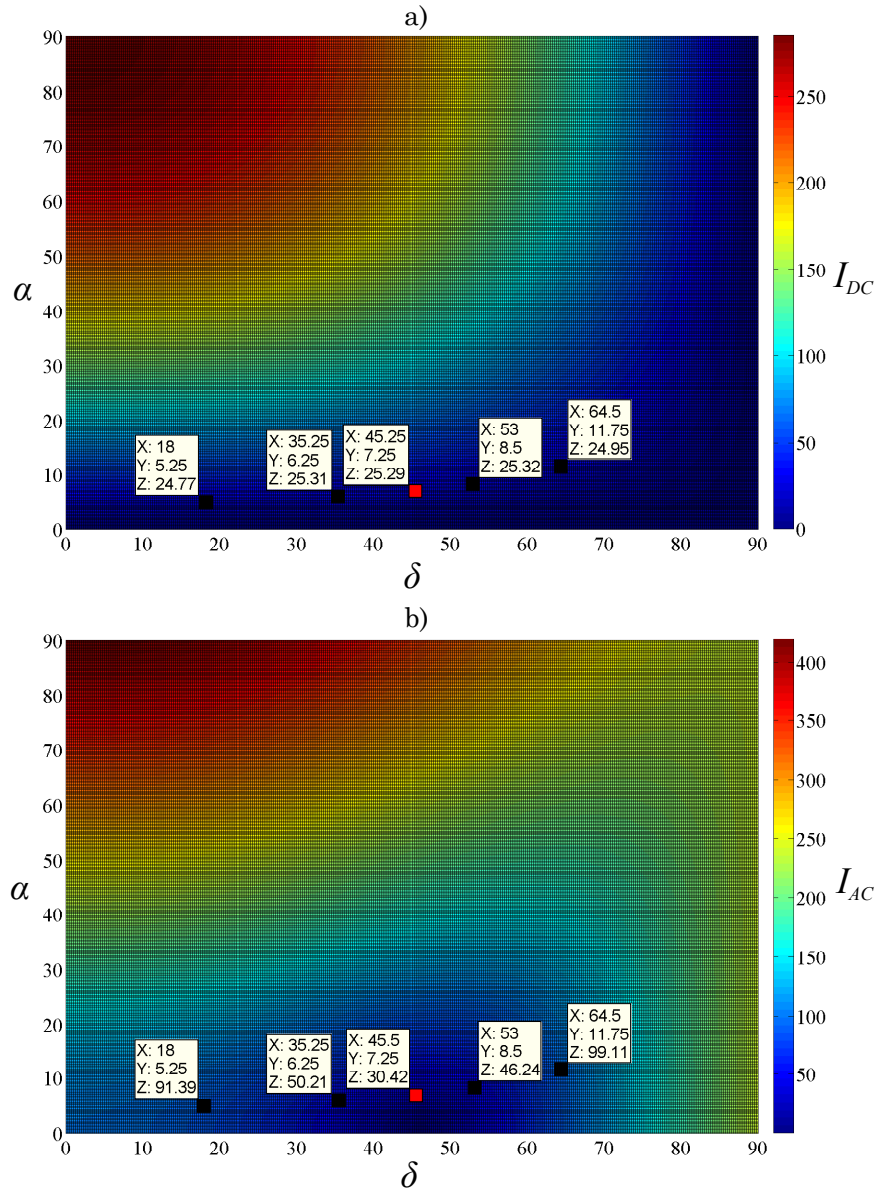 a)
90
80
70
60
50
40
30
20
10
0
α
X: 18
Y: 5.25
Z: 24.77
X: 35.25
Y: 6.25
Z: 25.31
X: 45.25
Y: 7.25
Z: 25.29
X: 53
Y: 8.5
Z: 25.32
X: 64.5
Y: 11.75
Z: 24.95
0 10 20 30 40 50 60 70 80 90
δ
250
200
150
100
50
0
I_DC
b)
90
80
70
60
50
40
30
20
10
0
α
X: 18
Y: 5.25
Z: 91.39
X: 35.25
Y: 6.25
Z: 50.21
X: 45.5
Y: 7.25
Z: 30.42
X: 53
Y: 8.5
Z: 46.24
X: 64.5
Y: 11.75
Z: 99.11
0 10 20 30 40 50 60 70 80 90
δ
400
350
300
250
200
150
100
50
I_AC